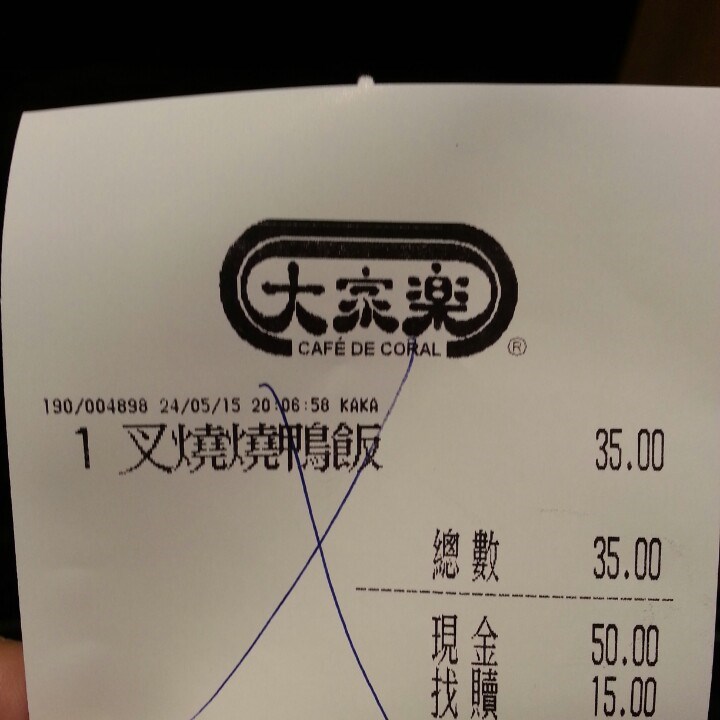 大家樂
CAFÉ DE CORAL ®
190/004898 24/05/15 20:06:58 KAKA
1 叉燒燒鴨飯 35.00
總數 35.00
現金 50.00
找贖 15.00